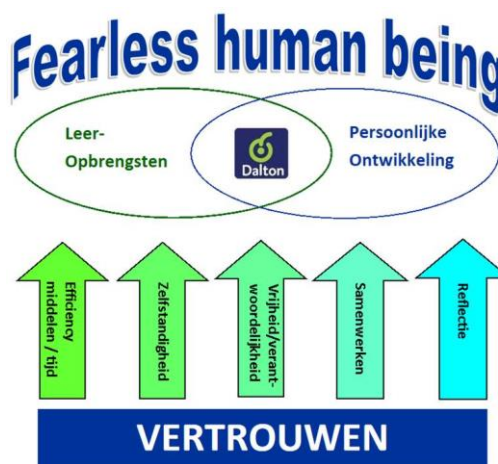 Fearless human being
Leer-
Opbrengsten
Dalton
Persoonlijke
Ontwikkeling
Efficiency
middelen / tijd
Zelfstandigheid
Vrijheid/verant-
woordelijkheid
Samenwerken
Reflectie
VERTROUWEN